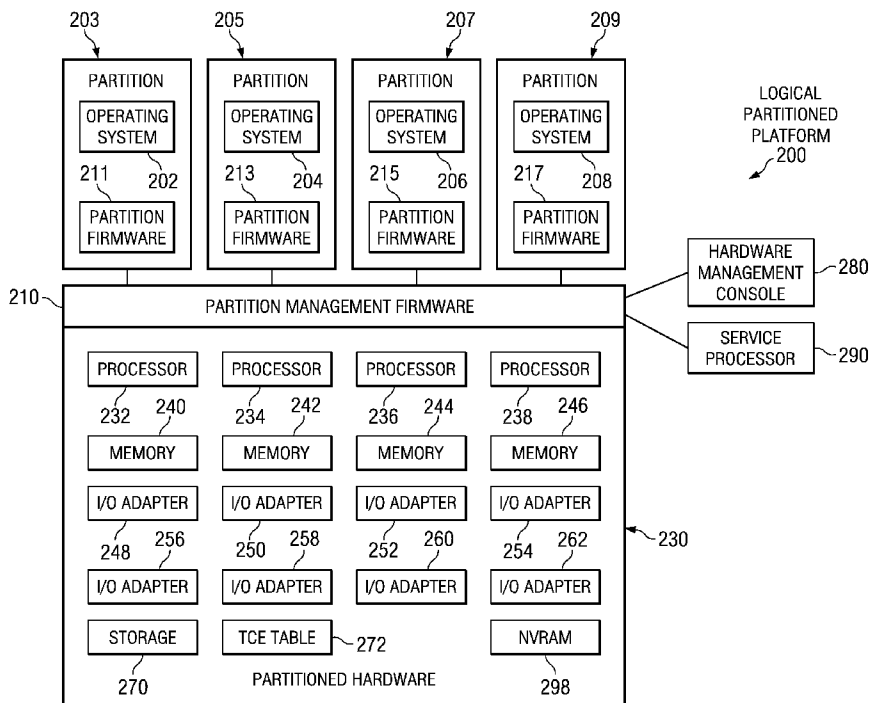 203
205
207
209
PARTITION
PARTITION
PARTITION
PARTITION
OPERATING
SYSTEM
OPERATING
SYSTEM
OPERATING
SYSTEM
OPERATING
SYSTEM
LOGICAL
PARTITIONED
PLATFORM
200
211
202
213
204
215
206
217
208
PARTITION
FIRMWARE
PARTITION
FIRMWARE
PARTITION
FIRMWARE
PARTITION
FIRMWARE
HARDWARE
MANAGEMENT
CONSOLE
280
210
PARTITION MANAGEMENT FIRMWARE
SERVICE
PROCESSOR
290
PROCESSOR
PROCESSOR
PROCESSOR
PROCESSOR
232
240
234
242
236
244
238
246
MEMORY
MEMORY
MEMORY
MEMORY
I/O ADAPTER
I/O ADAPTER
I/O ADAPTER
I/O ADAPTER
248
256
250
258
252
260
254
262
230
I/O ADAPTER
I/O ADAPTER
I/O ADAPTER
I/O ADAPTER
STORAGE
TCE TABLE
272
NVRAM
270
PARTITIONED HARDWARE
298